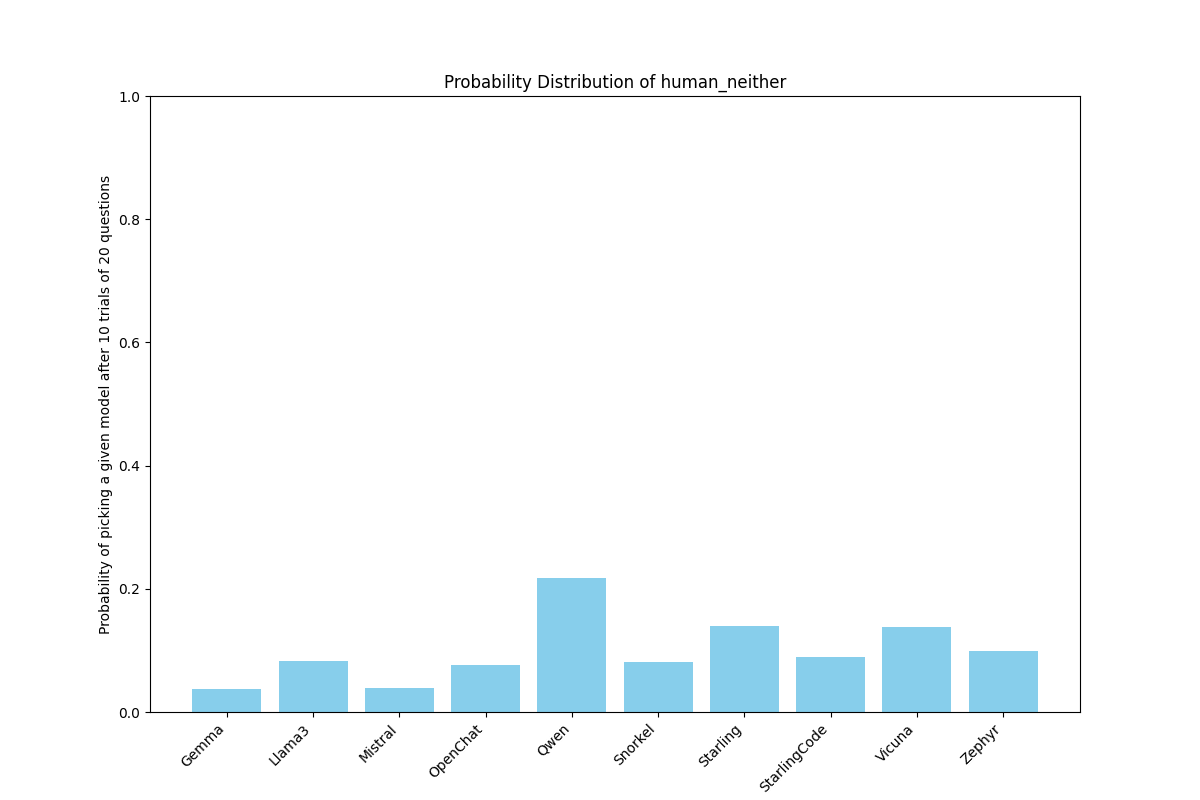 Probability Distribution of human_neither
Probability of picking a given model after 10 trials of 20 questions
1.0
0.8
0.6
0.4
0.2
0.0
Gemma
Llama3
Mistral
OpenChat
Qwen
Snorkel
Starling
StarlingCode
Vicuna
Zephyr